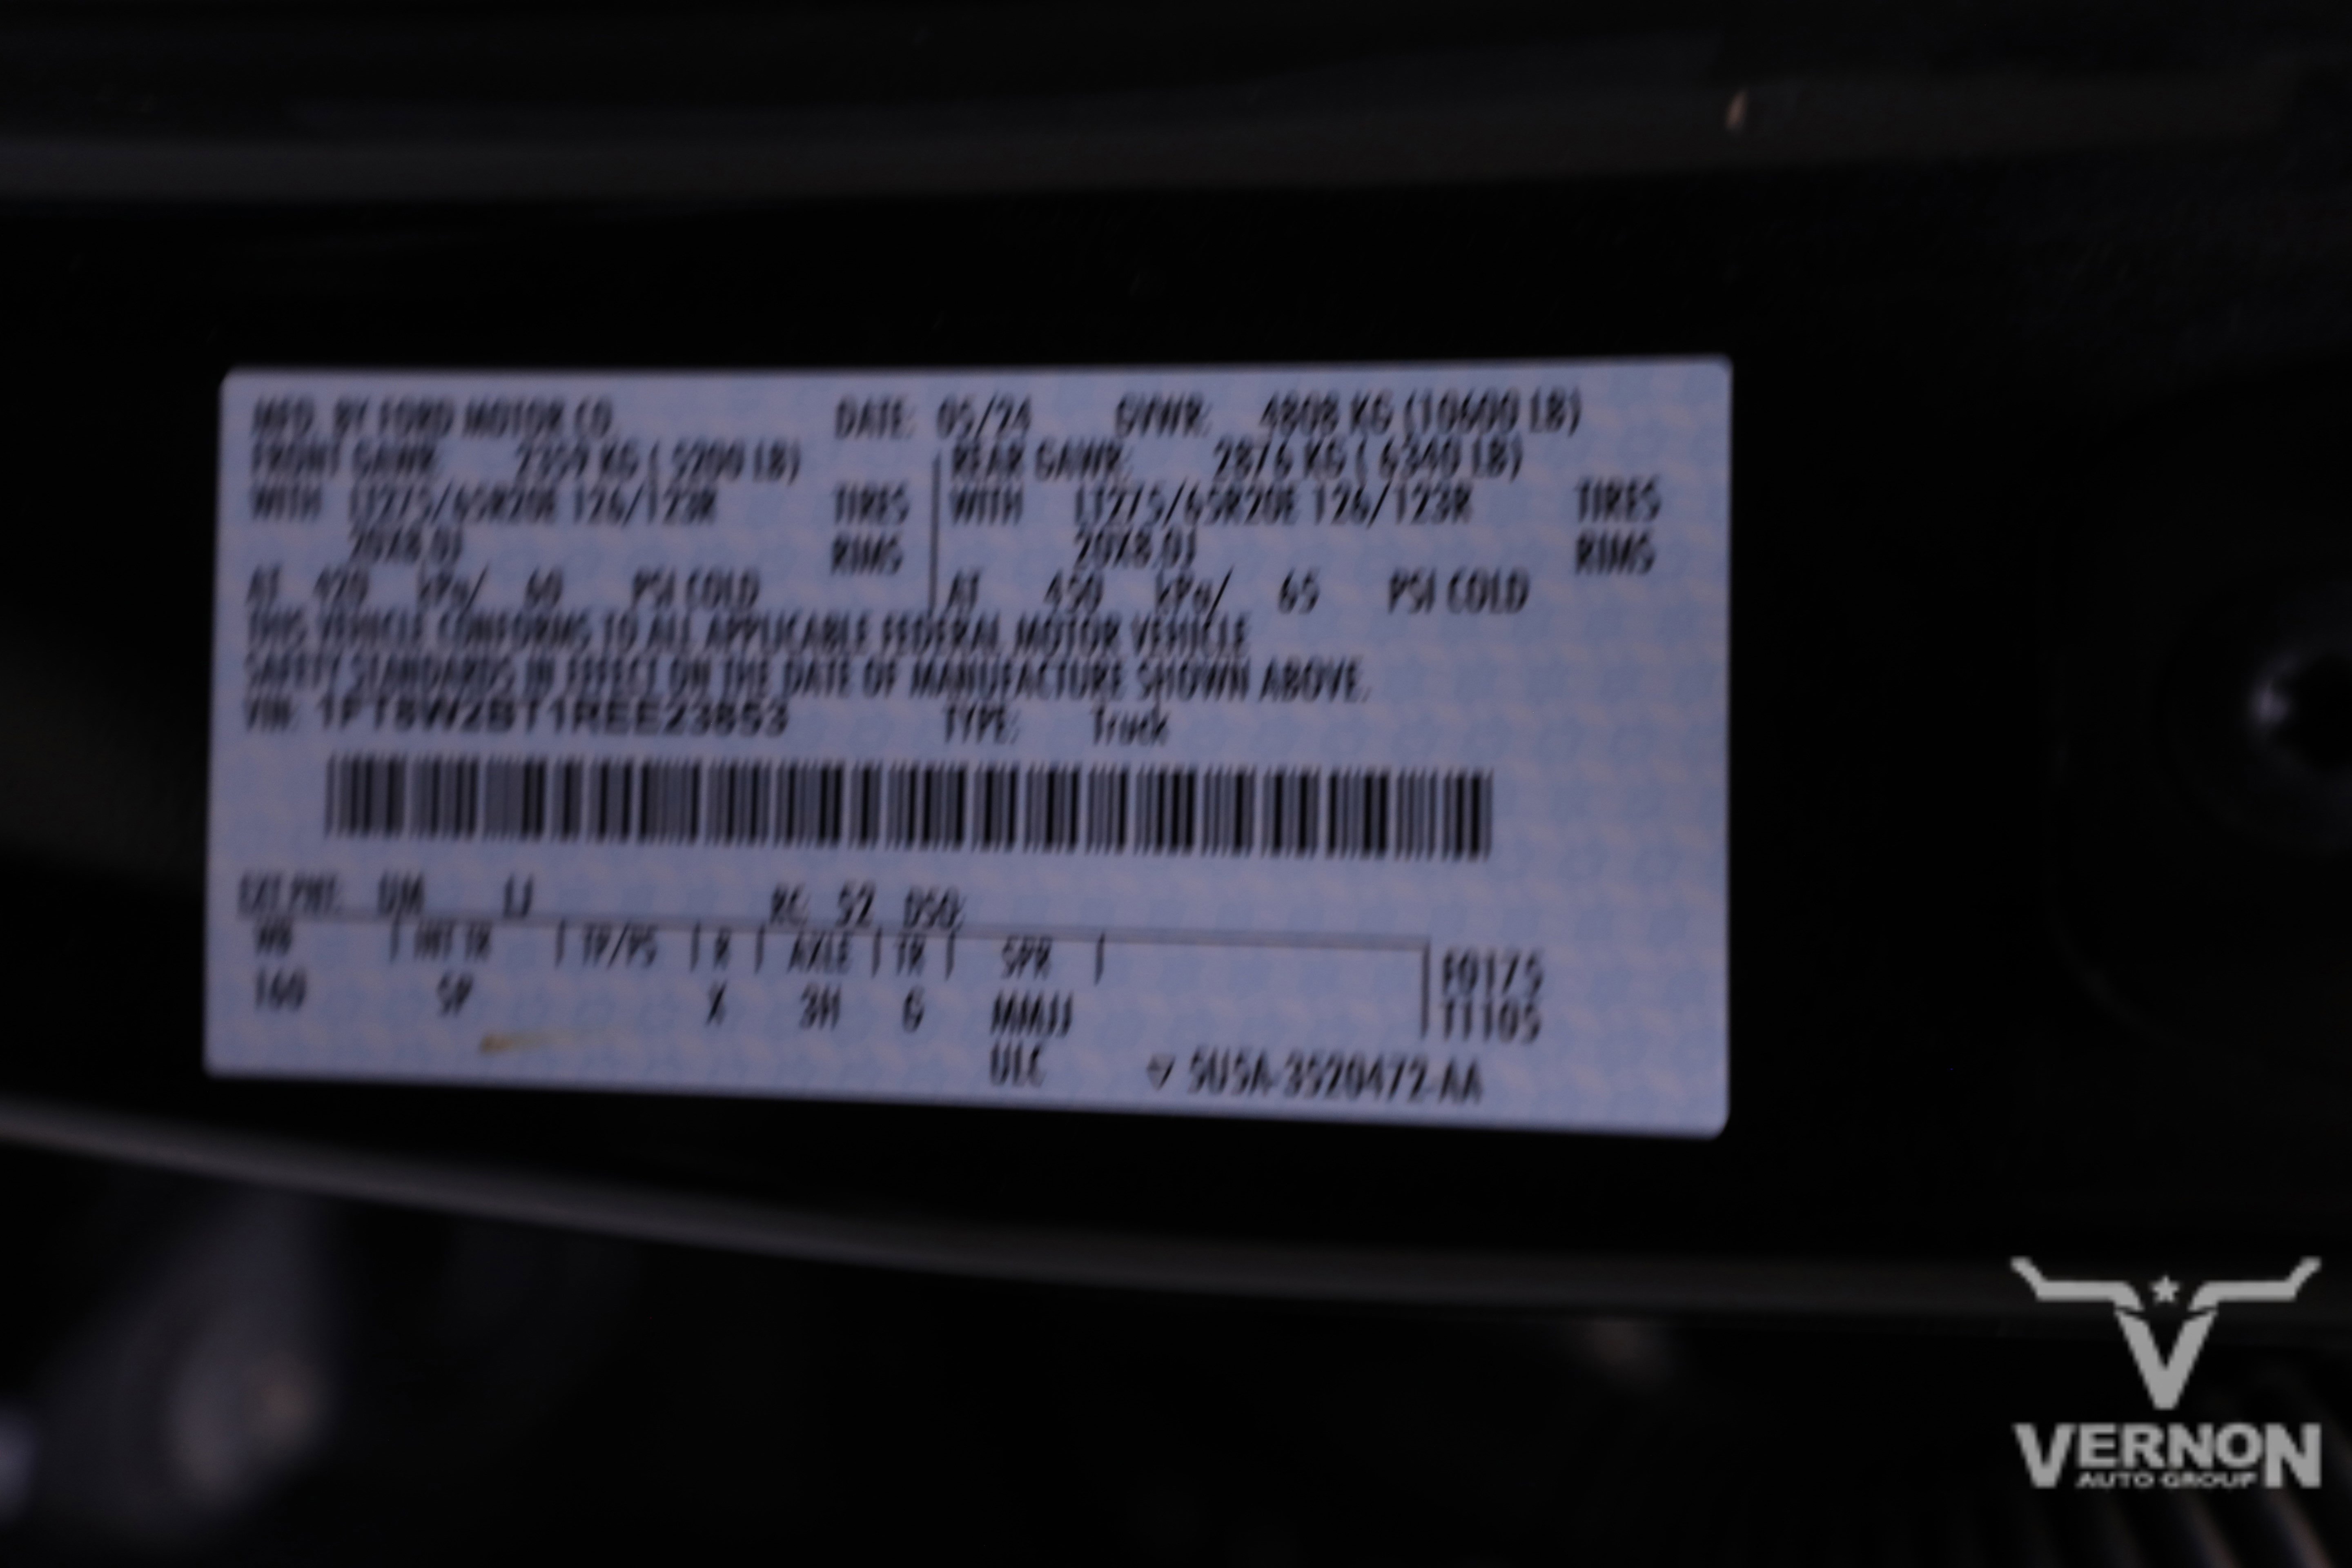 MFD. BY FORD MOTOR CO. DATE: 05/24 GVWR: 4808 KG (10600 LB)
FRONT GAWR: 2359 KG ( 5200 LB) REAR GAWR: 2876 KG ( 6340 LB)
WITH LT275/65R20E 126/123R TIRES WITH LT275/65R20E 126/123R TIRES
20X8.0J RIMS 20X8.0J RIMS
AT 420 kPa/ 60 PSI COLD AT 450 kPa/ 65 PSI COLD
THIS VEHICLE CONFORMS TO ALL APPLICABLE FEDERAL MOTOR VEHICLE
SAFETY STANDARDS IN EFFECT ON THE DATE OF MANUFACTURE SHOWN ABOVE.
VIN: TYPE: Truck
EXT PNT: UM LJ RC: 52 DSO:
WB INT TR TP/PS R AXLE TR SPR
160 X 3H G MMJJ
ULC
F0175
T1105
5U5A-3520472-AA
VERNON
AUTO GROUP